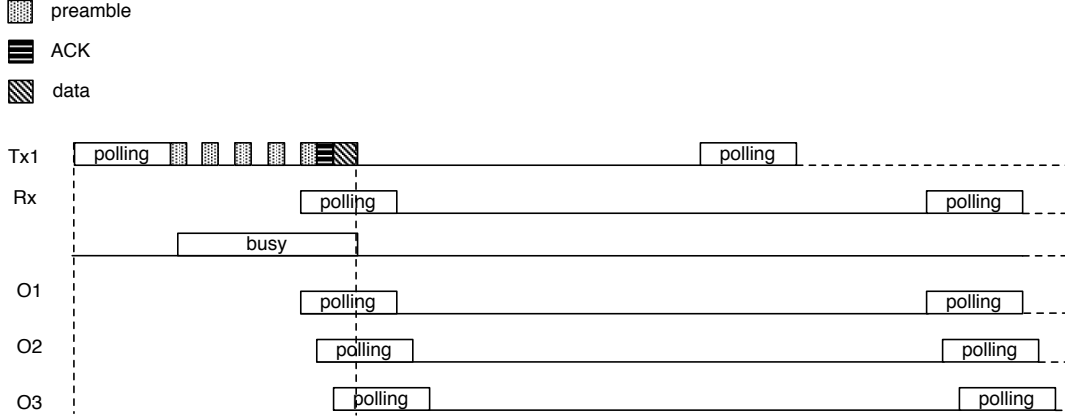 preamble
ACK
data
Tx1 polling polling
Rx polling polling
busy
O1 polling polling
O2 polling polling
O3 polling polling